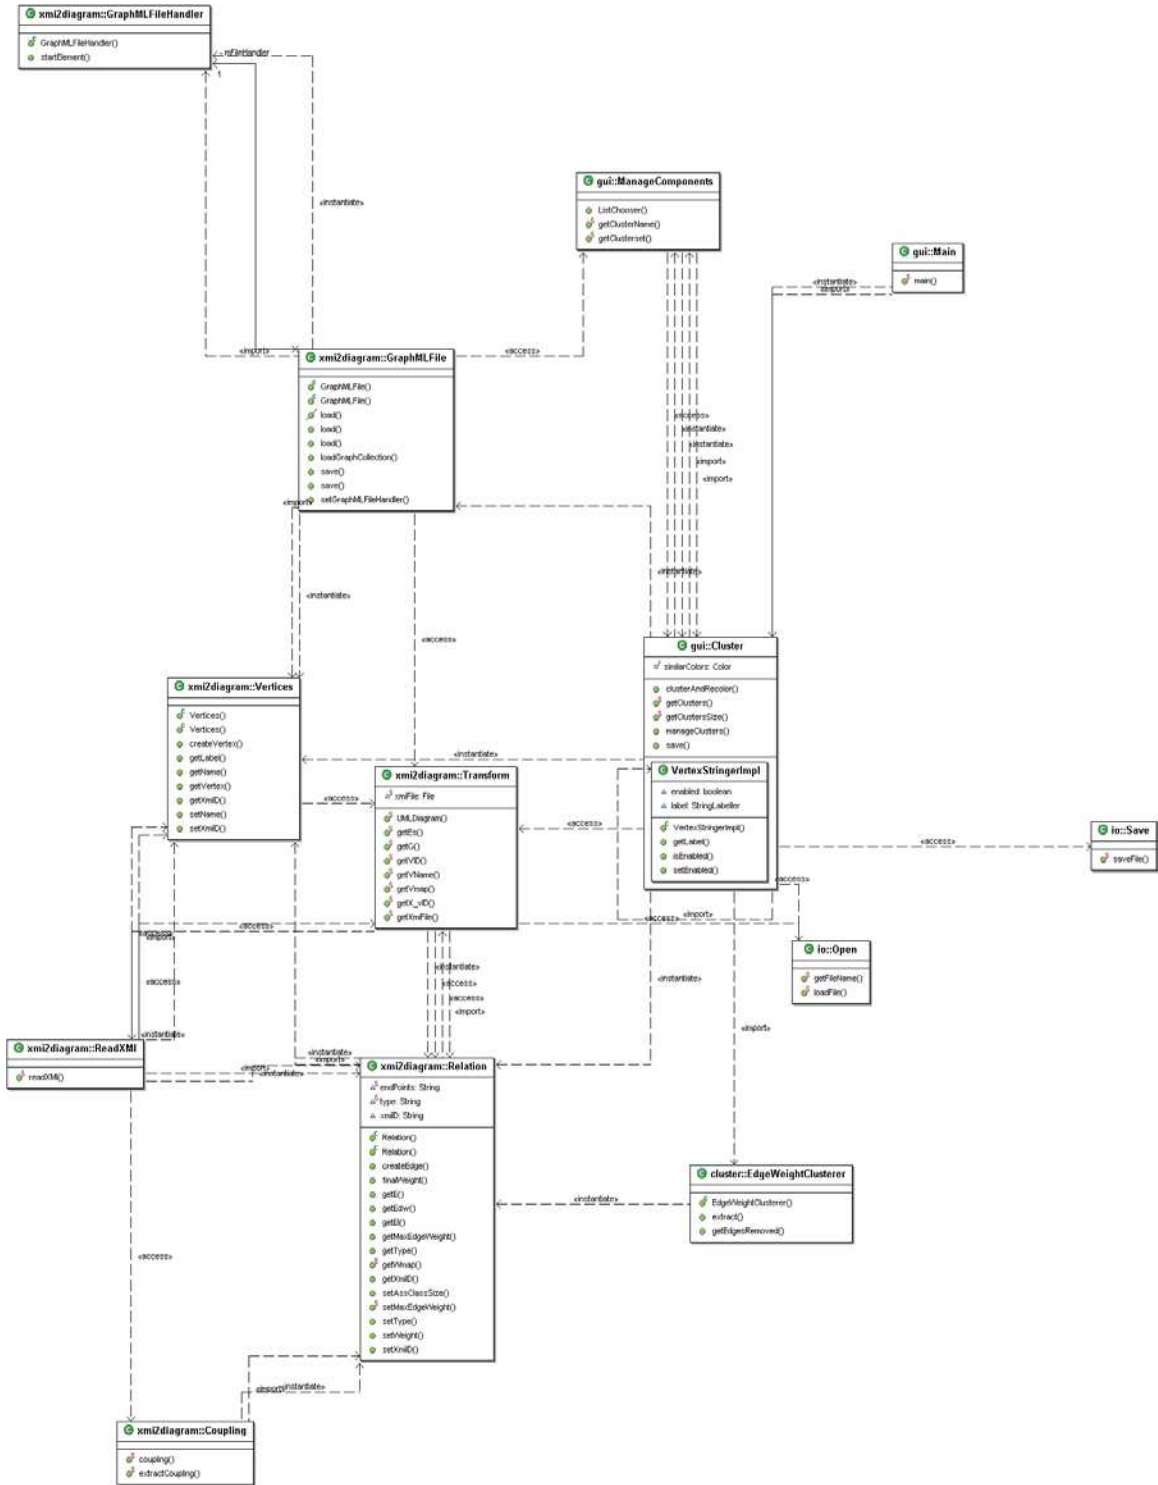 xmi2diagram::GraphMLFileHandler
GraphMLFileHandler()
startElement()
1
«instantiate»
gui::ManageComponents
ListChooser()
getClusterName()
getClusterset()
gui::Main
main()
«instantiate»
«import»
«import»
xmi2diagram::GraphMLFile
GraphMLFile()
GraphMLFile()
load()
load()
load()
loadGraphCollection()
save()
save()
setGraphMLFileHandler()
«access»
«access»
«instantiate»
«instantiate»
«import»
«import»
«instantiate»
«import»
«instantiate»
«access»
gui::Cluster
similarColors: Color
clusterAndRecolor()
getClusters()
getClustersSize()
manageClusters()
save()
VertexStringerImpl
enabled: boolean
label: StringLabeller
VertexStringerImpl()
getLabel()
isEnabled()
setEnabled()
xmi2diagram::Vertices
Vertices()
Vertices()
createVertex()
getLabel()
getName()
getVertex()
getXmiID()
setName()
setXmiID()
«instantiate»
«access»
xmi2diagram::Transform
xmiFile: File
UMLDiagram()
getEs()
getG()
getVID()
getVName()
getVmap()
getX_vID()
getXmiFile()
«access»
«access»
io::Save
saveFile()
«access»
«access»
«import»
io::Open
getFileName()
loadFile()
«access»
«import»
«access»
«instantiate»
«instantiate»
«access»
«access»
«import»
«instantiate»
«import»
xmi2diagram::ReadXMI
readXMI()
«instantiate»
«import»
«import»
«instantiate»
xmi2diagram::Relation
endPoints: String
type: String
xmiID: String
Relation()
Relation()
createEdge()
finalWeight()
getE()
getEdw()
getEl()
getMaxEdgeWeight()
getType()
getWmap()
getXmiID()
setAssClassSize()
setMaxEdgeWeight()
setType()
setWeight()
setXmiID()
«instantiate»
cluster::EdgeWeightClusterer
EdgeWeightClusterer()
extract()
getEdgesRemoved()
«access»
«import»
«instantiate»
xmi2diagram::Coupling
coupling()
extractCoupling()